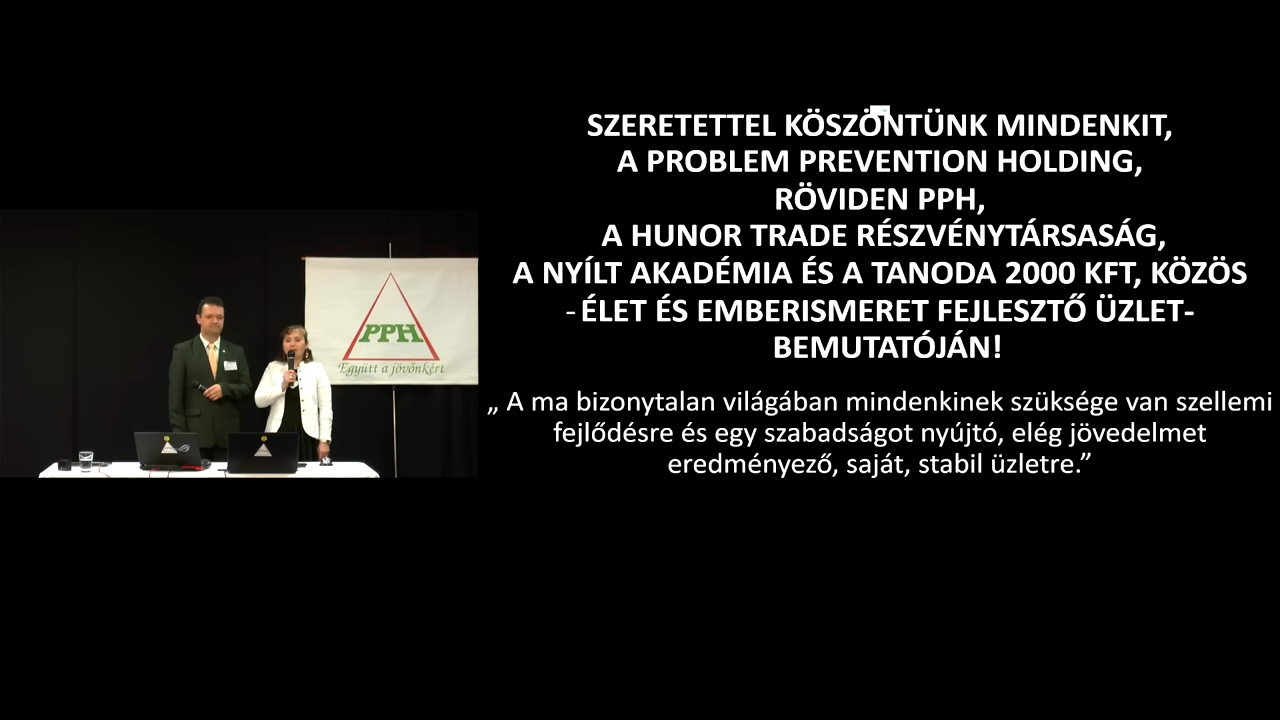 SZERETETTEL KÖSZÖNTÜNK MINDENKIT,
A PROBLEM PREVENTION HOLDING,
RÖVIDEN PPH,
A HUNOR TRADE RÉSZVÉNYTÁRSASÁG,
A NYÍLT AKADÉMIA ÉS A TANODA 2000 KFT, KÖZÖS
- ÉLET ÉS EMBERISMERET FEJLESZTŐ ÜZLET-
BEMUTATÓJÁN!
„ A ma bizonytalan világában mindenkinek szüksége van szellemi
fejlődésre és egy szabadságot nyújtó, elég jövedelmet
eredményező, saját, stabil üzletre.”
PPH
Együtt a jövőnkért